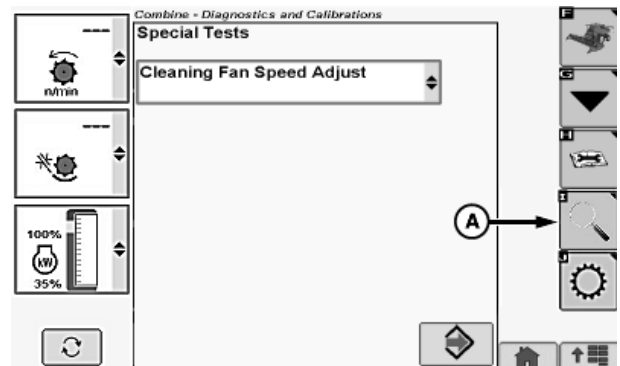 Combine - Diagnostics and Calibrations
Special Tests
Cleaning Fan Speed Adjust
---
n/min
---
100%
kW
35%
A
F
G
H
I
J